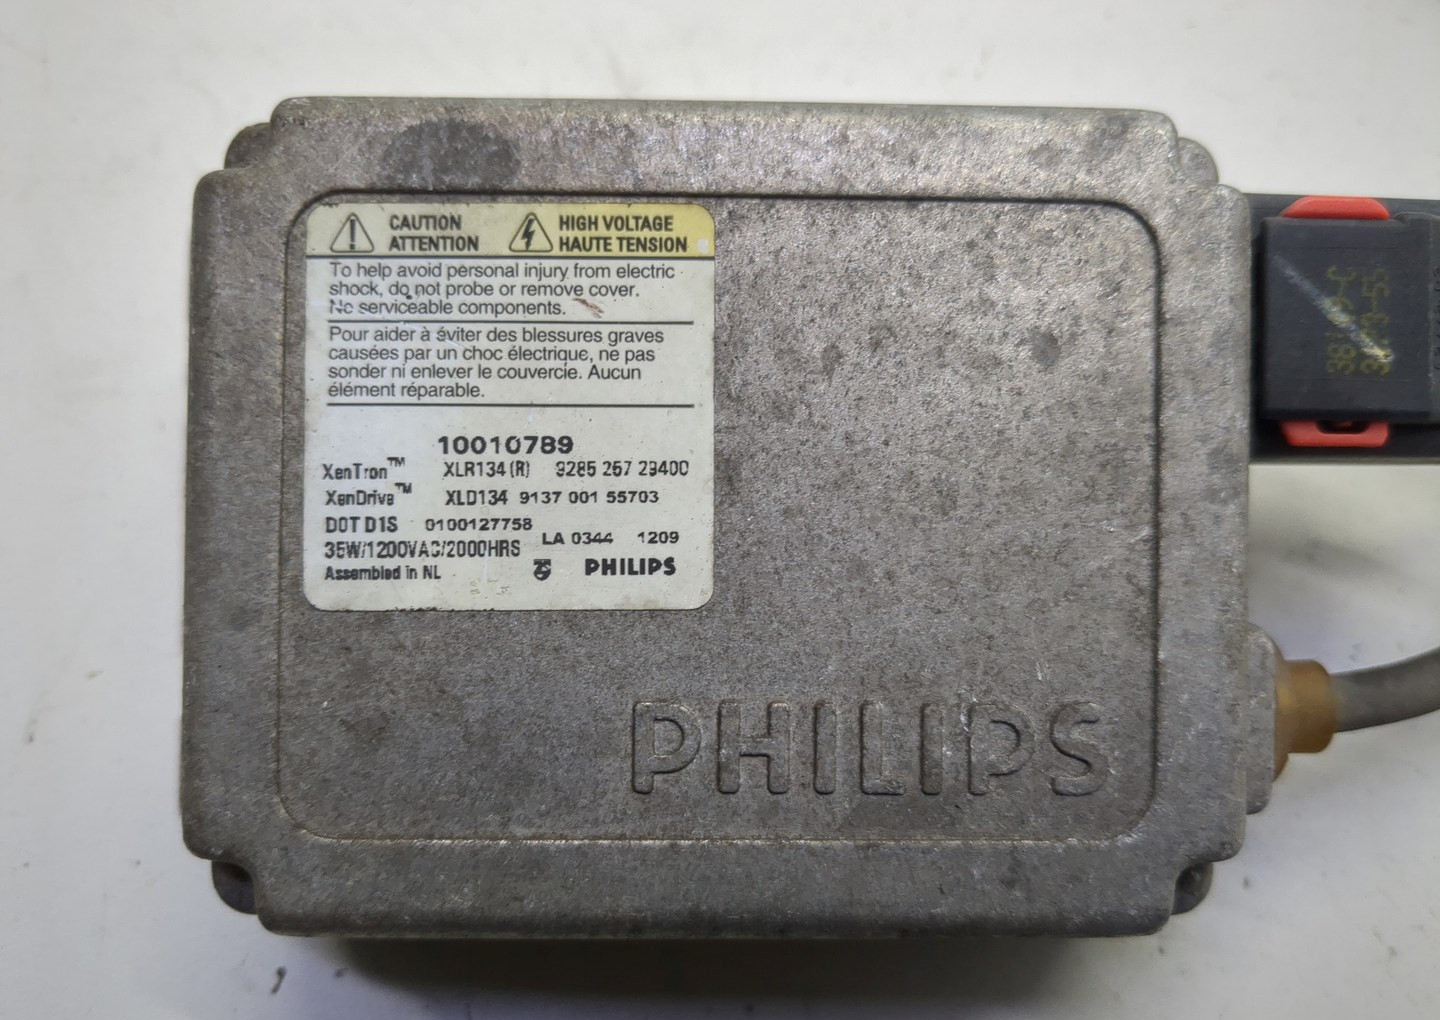 CAUTION
ATTENTION
HIGH VOLTAGE
HAUTE TENSION
To help avoid personal injury from electric
shock, do not probe or remove cover.
No serviceable components.
Pour aider à éviter des blessures graves
causées par un choc électrique, ne pas
sonder ni enlever le couvercle. Aucun
élément réparable.
10010789
XenTron™ XLR134 (R) 9285 257 29400
XenDrive™ XLD134 9137 001 55703
DOT D1S 0100127758
LA 0344 1209
35W/1200VAC/2000HRS
Assembled in NL
PHILIPS
PHILIPS